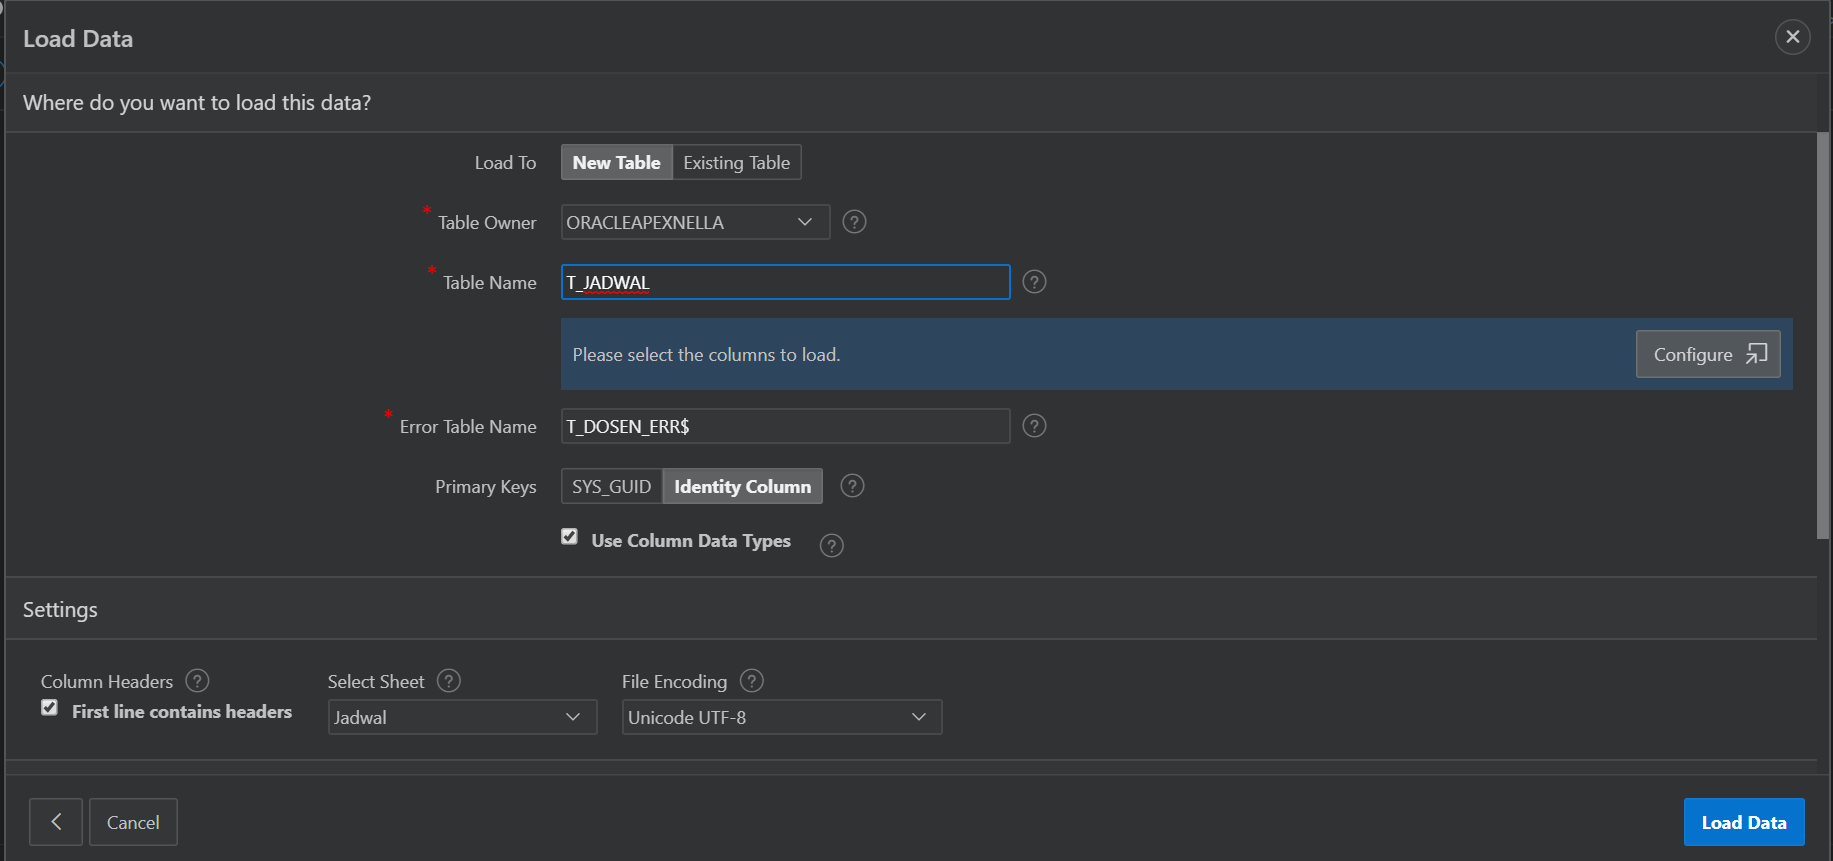 Load Data
Where do you want to load this data?
Load To New Table Existing Table
* Table Owner ORACLEAPEXNELLA ?
* Table Name T_JADWAL ?
Please select the columns to load. Configure
* Error Table Name T_DOSEN_ERR$ ?
Primary Keys SYS_GUID Identity Column ?
Use Column Data Types ?
Settings
Column Headers ? Select Sheet ? File Encoding ?
First line contains headers Jadwal Unicode UTF-8
Cancel Load Data